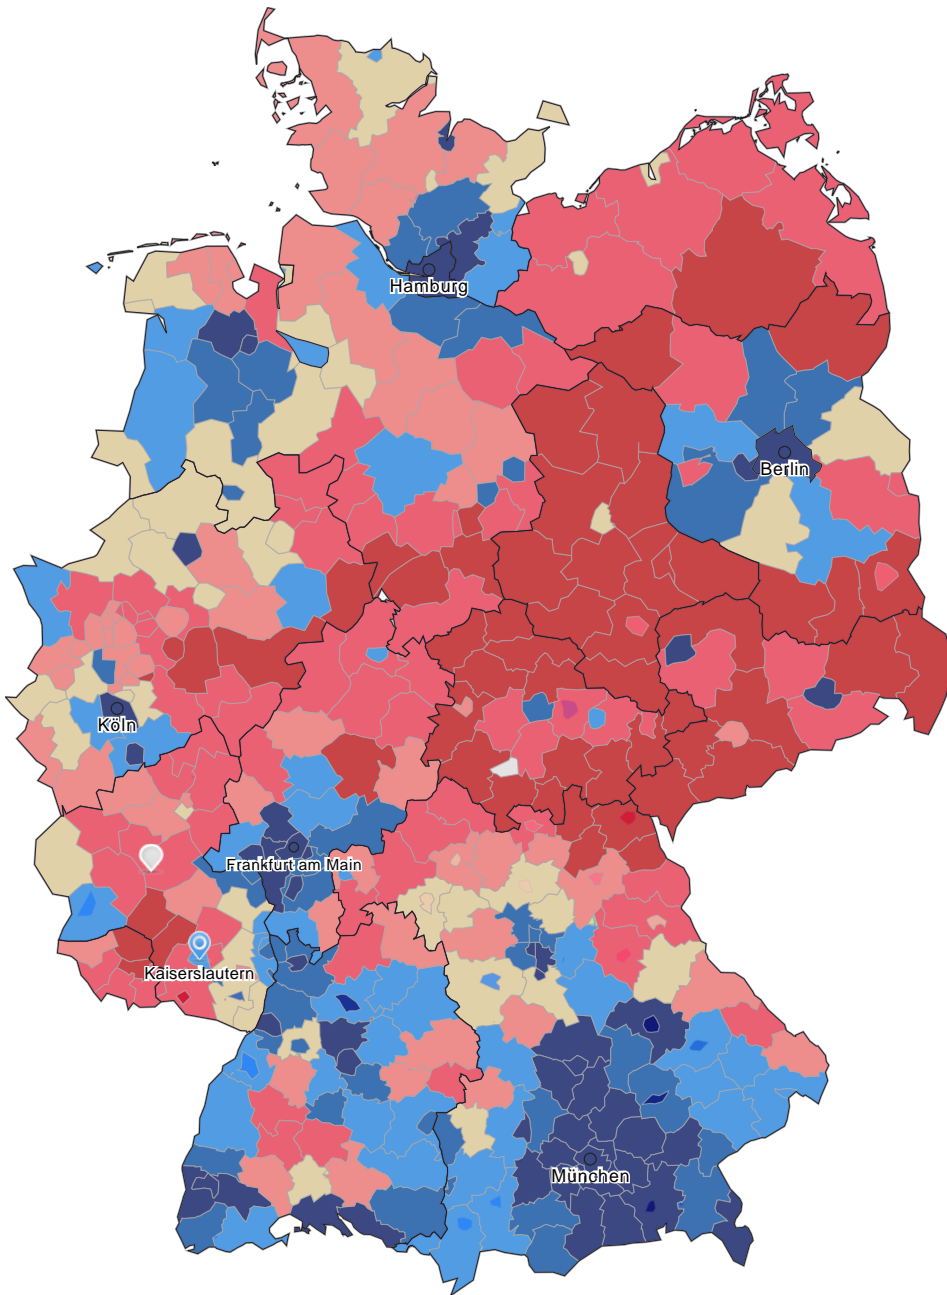 Hamburg
Berlin
Köln
Frankfurt am Main
Kaiserslautern
München